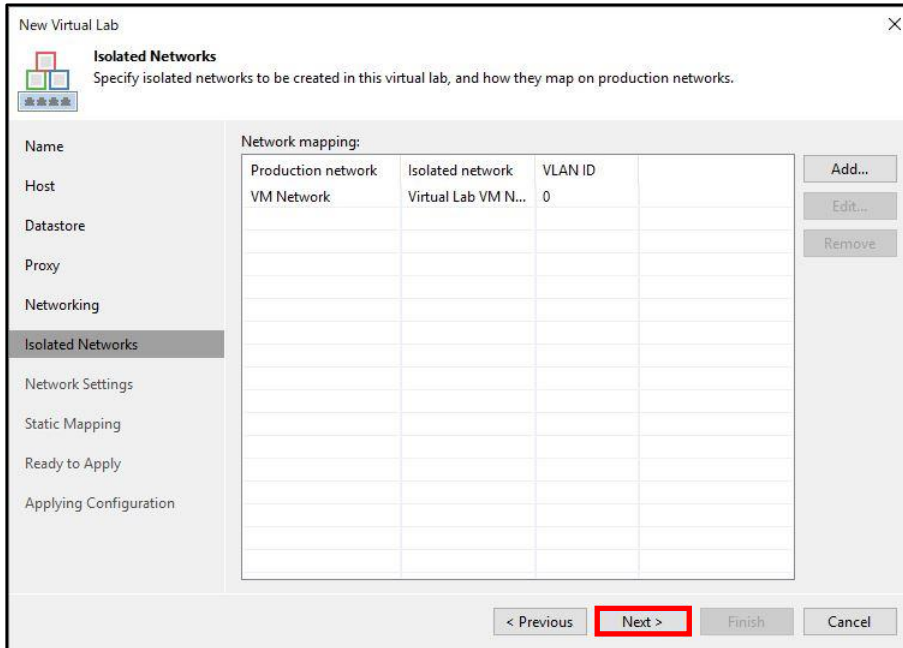 New Virtual Lab
Isolated Networks
Specify isolated networks to be created in this virtual lab, and how they map on production networks.
Name
Host
Datastore
Proxy
Networking
Isolated Networks
Network Settings
Static Mapping
Ready to Apply
Applying Configuration
Network mapping:
Production network Isolated network VLAN ID
VM Network Virtual Lab VM N... 0
Add...
Edit...
Remove
< Previous Next > Finish Cancel